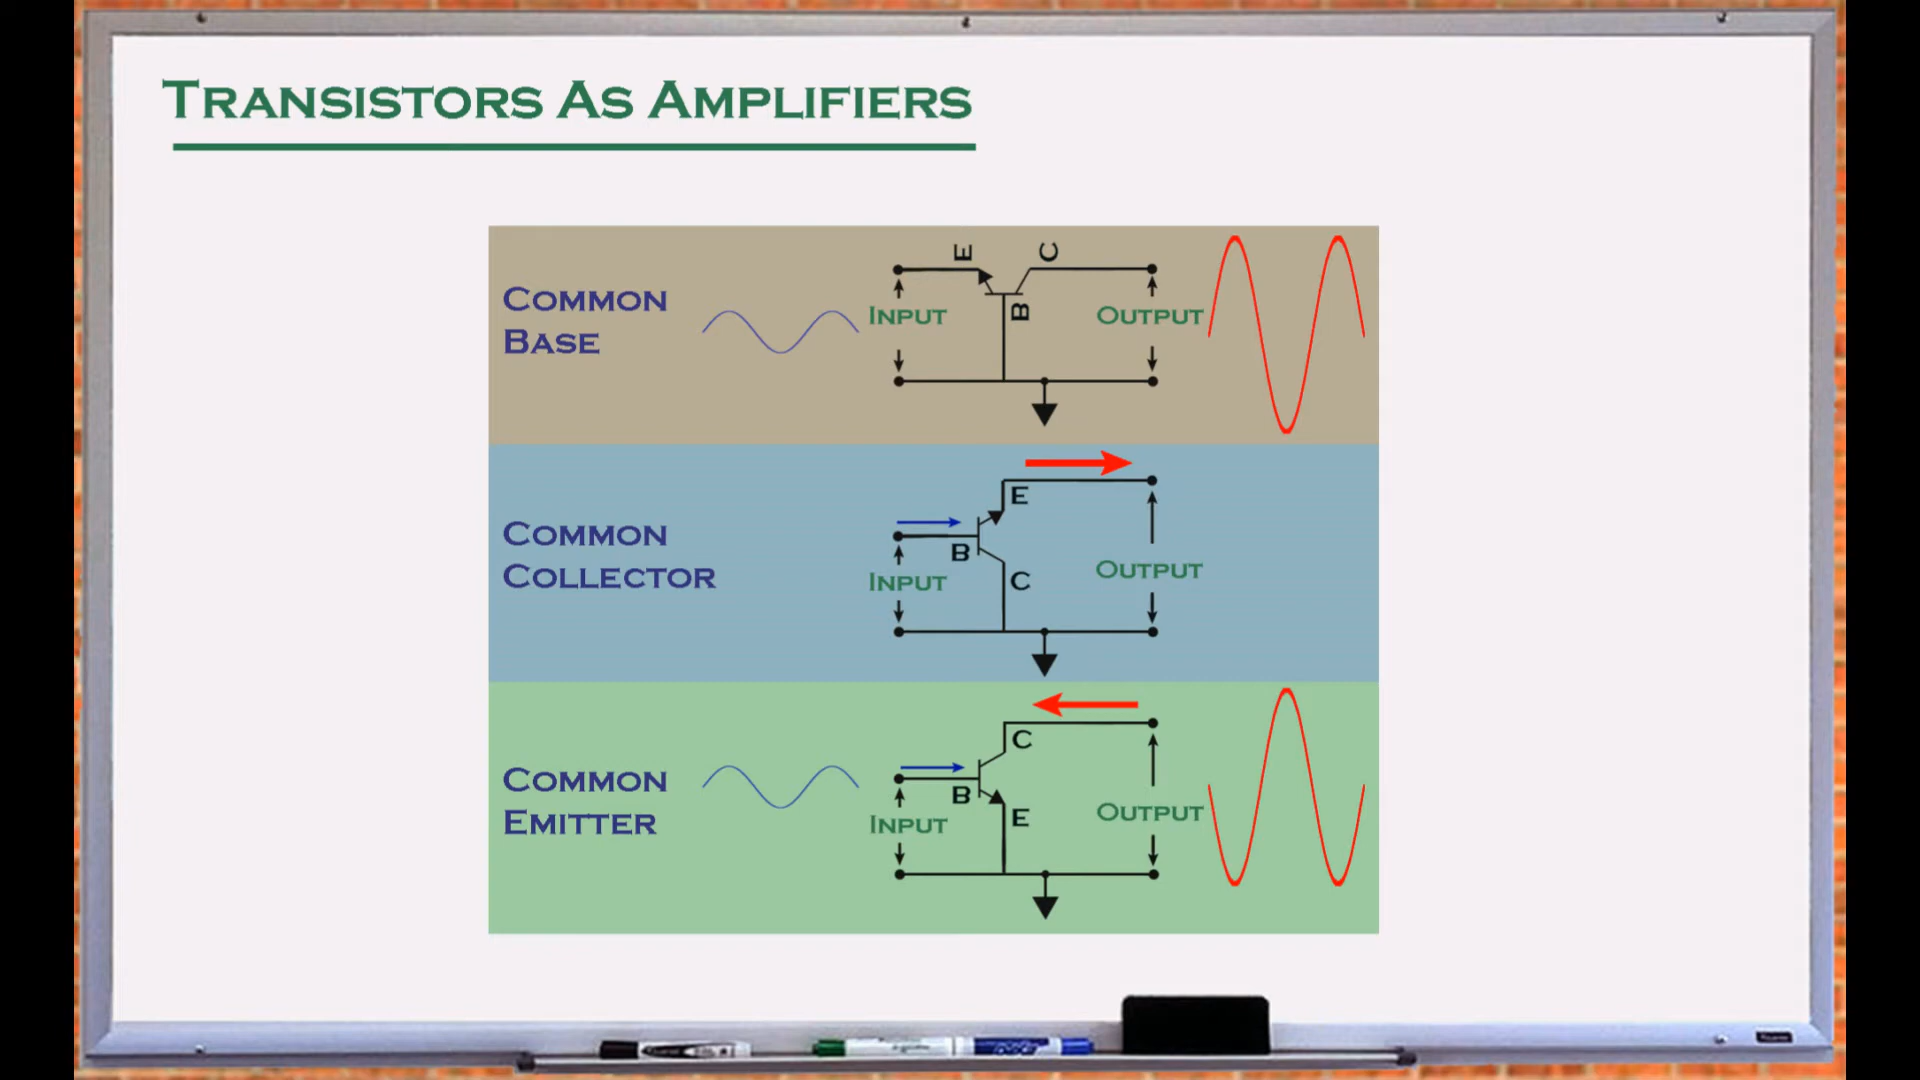 Transistors As Amplifiers
Common
Base
E
C
Input
B
Output
Common
Collector
E
B
C
Input
Output
Common
Emitter
C
B
E
Input
Output